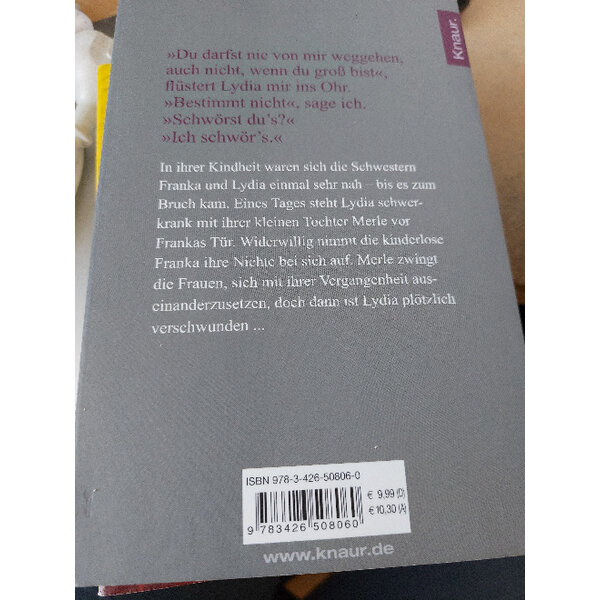 Knaur.
»Du darfst nie von mir weggehen,
auch nicht, wenn du groß bist«,
flüstert Lydia mir ins Ohr.
»Bestimmt nicht«, sage ich.
»Schwörst du's?«
»Ich schwör's.«
In ihrer Kindheit waren sich die Schwestern
Franka und Lydia einmal sehr nah – bis es zum
Bruch kam. Eines Tages steht Lydia schwer-
krank mit ihrer kleinen Tochter Merle vor
Frankas Tür. Widerwillig nimmt die kinderlose
Franka ihre Nichte bei sich auf. Merle zwingt
die Frauen, sich mit ihrer Vergangenheit aus-
einanderzusetzen, doch dann ist Lydia plötzlich
verschwunden ...
ISBN 978-3-426-50806-0
€ 9,99 (D)
€ 10,30 (A)
9 783426 508060
www.knaur.de